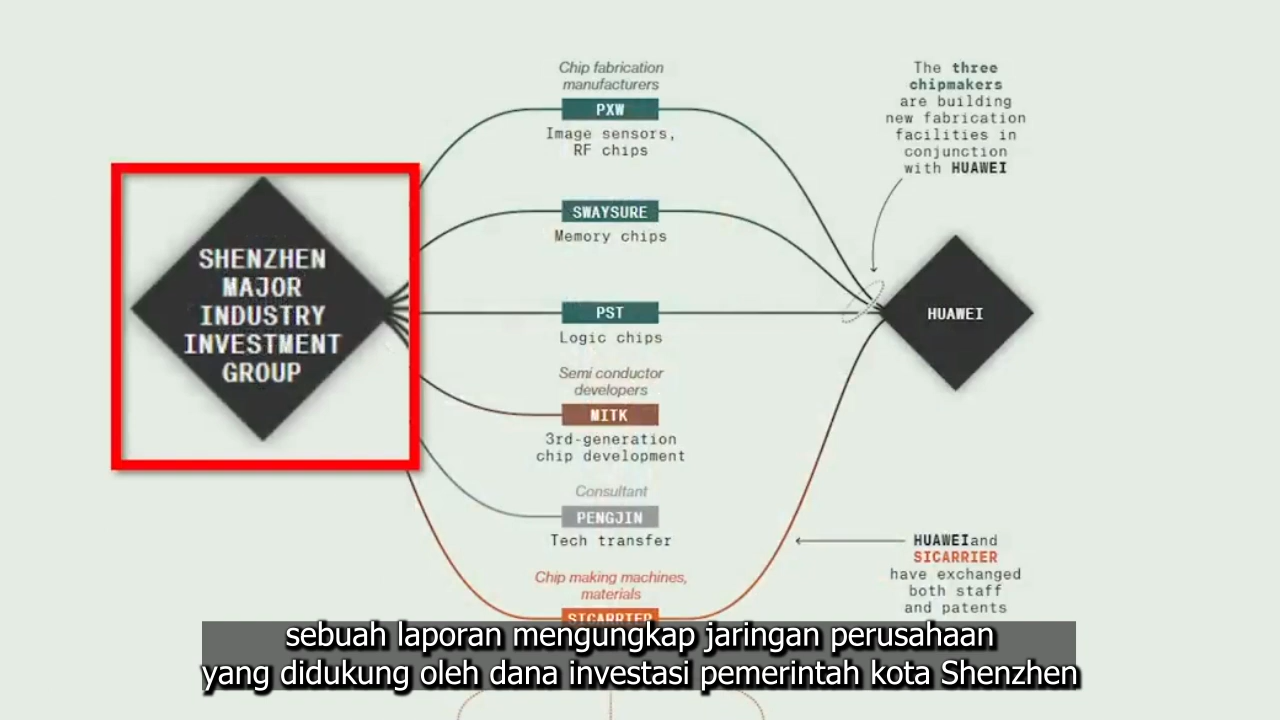 Chip fabrication
manufacturers
PXW
Image sensors,
RF chips
The three
chipmakers
are building
new fabrication
facilities in
conjunction
with HUAWEI
SHENZHEN
MAJOR
INDUSTRY
INVESTMENT
GROUP
SWAYSURE
Memory chips
PST
Logic chips
HUAWEI
Semi conductor
developers
MITK
3rd-generation
chip development
Consultant
PENGJIN
Tech transfer
Chip making machines,
materials
SICARRIER
HUAWEI and
SICARRIER
have exchanged
both staff
and patents
sebuah laporan mengungkap jaringan perusahaan
yang didukung oleh dana investasi pemerintah kota Shenzhen